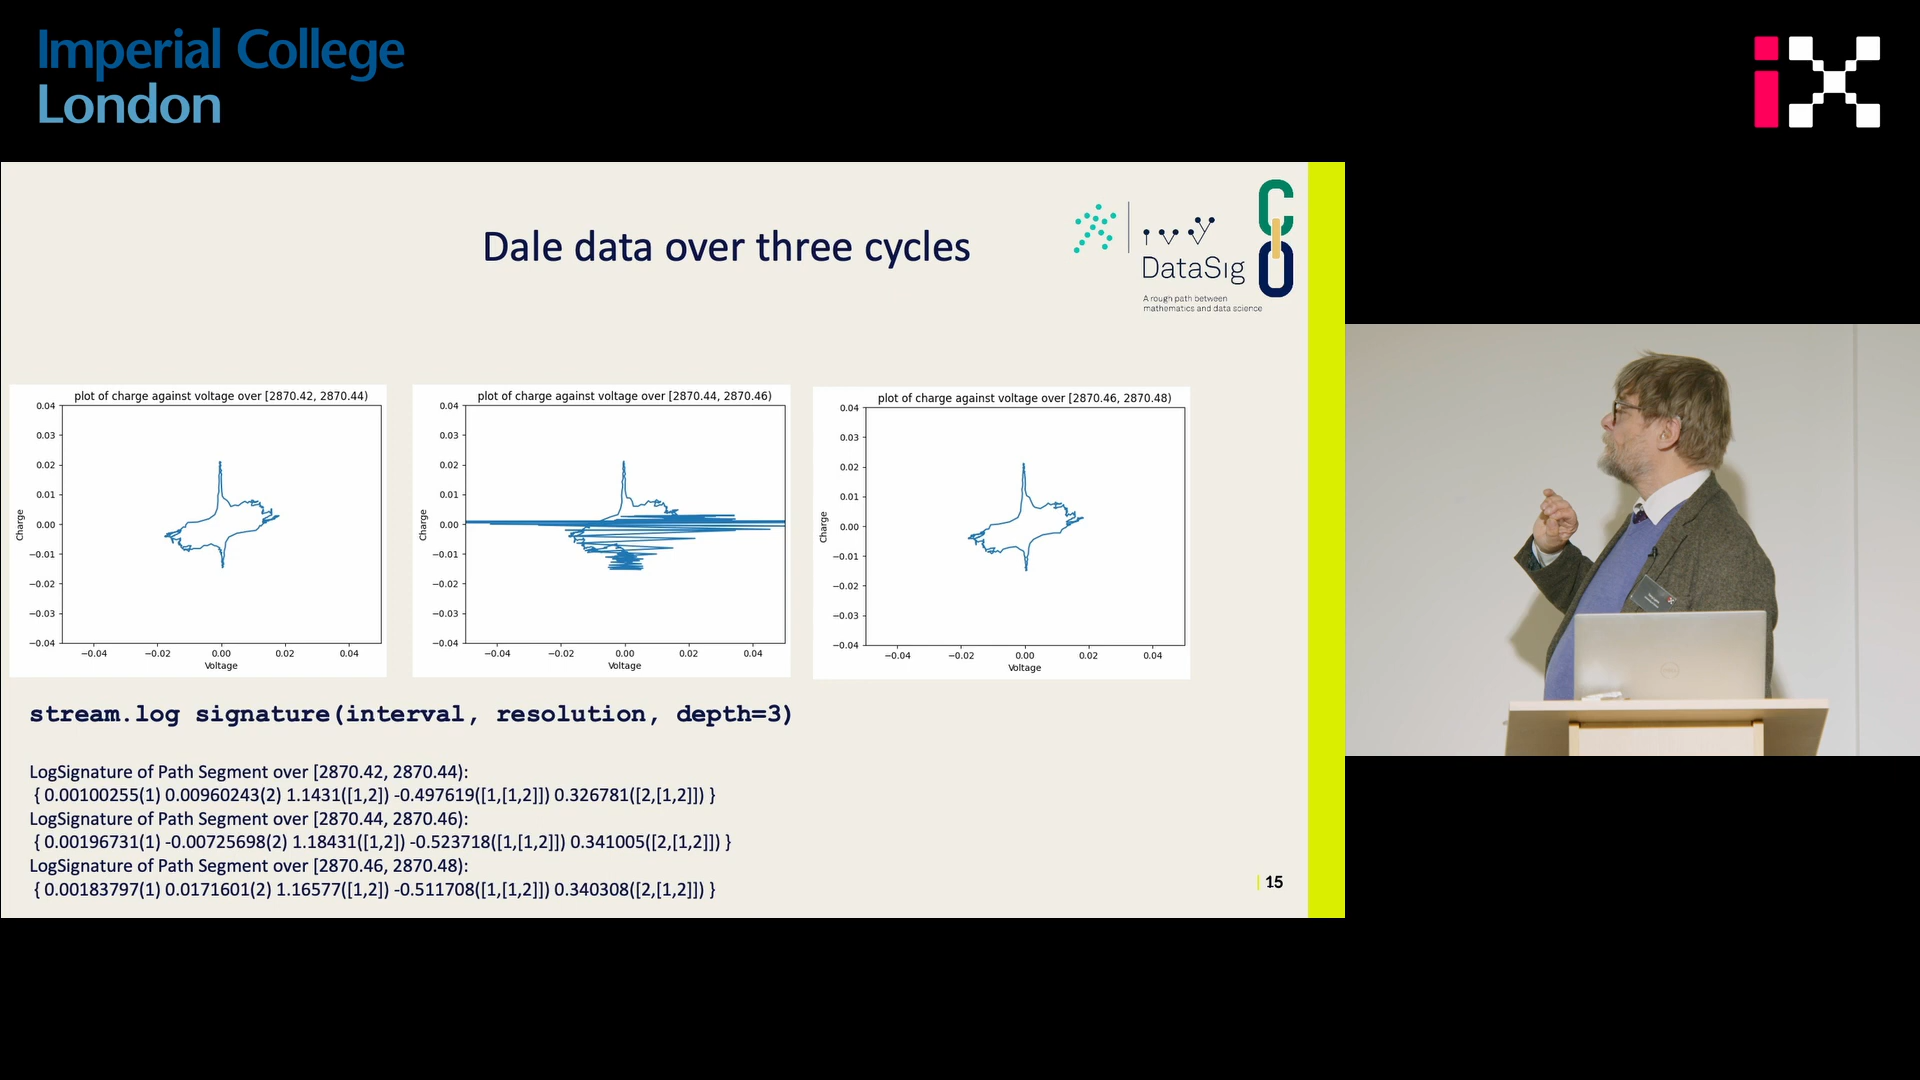 Imperial College
London
iX
Dale data over three cycles
DataSıg
A rough path between
mathematics and data science
CO
plot of charge against voltage over [2870.42, 2870.44)
0.04
0.03
0.02
0.01
0.00
−0.01
−0.02
−0.03
−0.04
Charge
−0.04 −0.02 0.00 0.02 0.04
Voltage
plot of charge against voltage over [2870.44, 2870.46)
0.04
0.03
0.02
0.01
0.00
−0.01
−0.02
−0.03
−0.04
Charge
−0.04 −0.02 0.00 0.02 0.04
Voltage
plot of charge against voltage over [2870.46, 2870.48)
0.04
0.03
0.02
0.01
0.00
−0.01
−0.02
−0.03
−0.04
Charge
−0.04 −0.02 0.00 0.02 0.04
Voltage
stream.log signature(interval, resolution, depth=3)
LogSignature of Path Segment over [2870.42, 2870.44):
{ 0.00100255(1) 0.00960243(2) 1.1431([1,2]) -0.497619([1,[1,2]]) 0.326781([2,[1,2]]) }
LogSignature of Path Segment over [2870.44, 2870.46):
{ 0.00196731(1) -0.00725698(2) 1.18431([1,2]) -0.523718([1,[1,2]]) 0.341005([2,[1,2]]) }
LogSignature of Path Segment over [2870.46, 2870.48):
{ 0.00183797(1) 0.0171601(2) 1.16577([1,2]) -0.511708([1,[1,2]]) 0.340308([2,[1,2]]) }
15